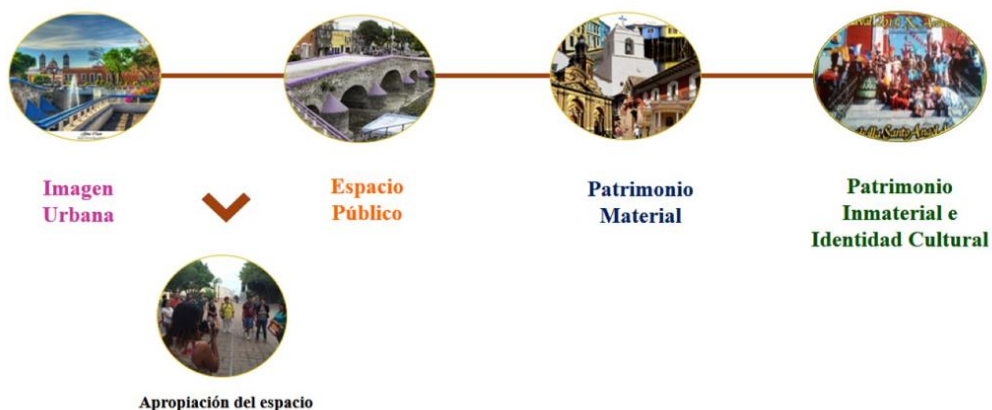 Imagen
Urbana
Espacio
Público
Patrimonio
Material
Patrimonio
Inmaterial e
Identidad Cultural
Apropiación del espacio